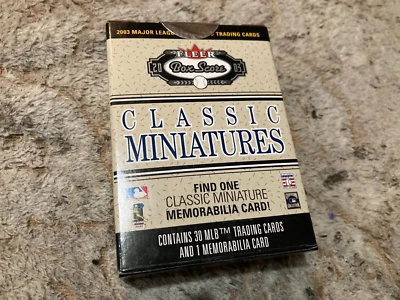 2003 MAJOR LEAGUE TRADING CARDS
FLEER
20 Box Score 03
CLASSIC
MINIATURES
FIND ONE
CLASSIC MINIATURE
MEMORABILIA CARD!
CONTAINS 30 MLB™ TRADING CARDS
AND 1 MEMORABILIA CARD